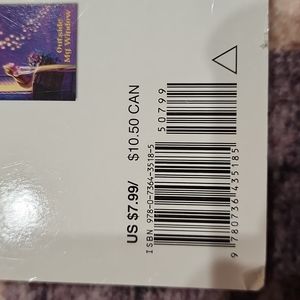 Outside
My Window
US $7.99/ $10.50 CAN
ISBN 978-0-7364-3518-5
50799
9 780736 435185